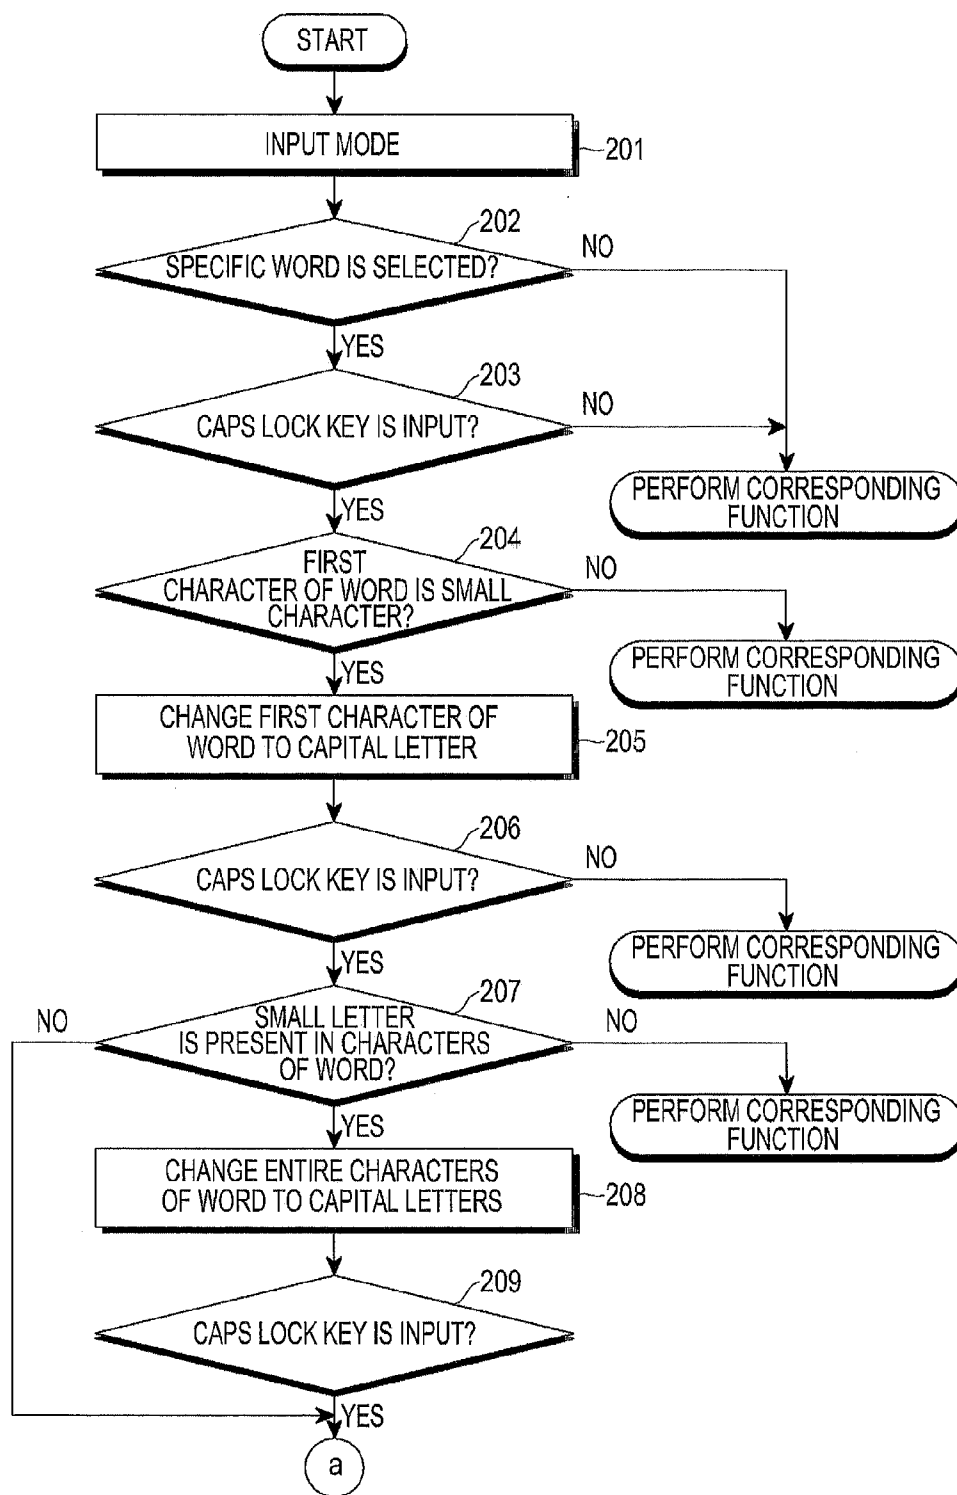 START
INPUT MODE
201
202
SPECIFIC WORD IS SELECTED?
NO
YES
203
CAPS LOCK KEY IS INPUT?
NO
YES
PERFORM CORRESPONDING
FUNCTION
204
FIRST
CHARACTER OF WORD IS SMALL
CHARACTER?
NO
YES
PERFORM CORRESPONDING
FUNCTION
CHANGE FIRST CHARACTER OF
WORD TO CAPITAL LETTER
205
206
CAPS LOCK KEY IS INPUT?
NO
YES
PERFORM CORRESPONDING
FUNCTION
207
NO
SMALL LETTER
IS PRESENT IN CHARACTERS
OF WORD?
NO
YES
PERFORM CORRESPONDING
FUNCTION
CHANGE ENTIRE CHARACTERS
OF WORD TO CAPITAL LETTERS
208
209
CAPS LOCK KEY IS INPUT?
YES
a